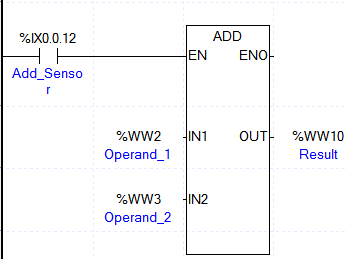 %IX0.0.12
Add_Senso
r
ADD
EN ENO
%WW2 IN1 OUT %WW10
Operand_1 Result
%WW3 IN2
Operand_2